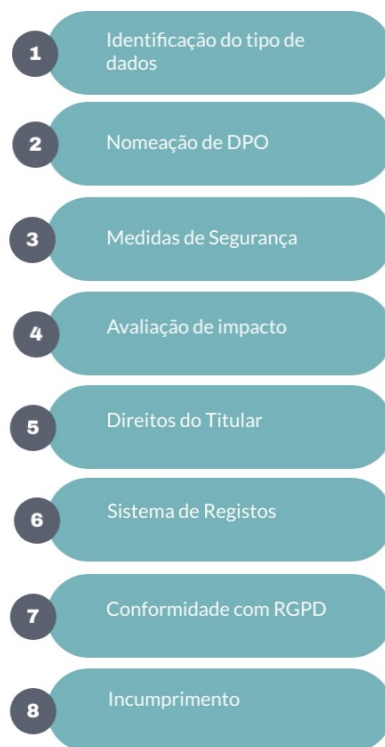 1
Identificação do tipo de
dados
2
Nomeação de DPO
3
Medidas de Segurança
4
Avaliação de impacto
5
Direitos do Titular
6
Sistema de Registos
7
Conformidade com RGPD
8
Incumprimento